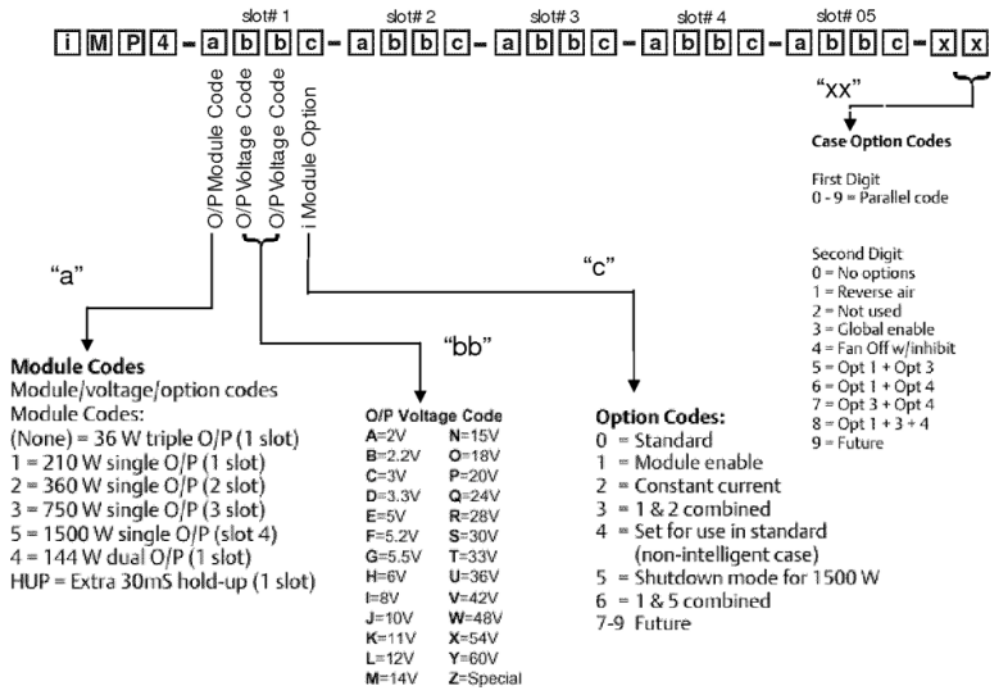 slot# 1 slot# 2 slot# 3 slot# 4 slot# 05
i M P 4 - a b b c - a b b c - a b b c - a b b c - a b b c - x x
O/P Module Code
O/P Voltage Code
O/P Voltage Code
i Module Option
“a”
“bb”
“c”
“xx”
Module Codes
Module/voltage/option codes
Module Codes:
(None) = 36 W triple O/P (1 slot)
1 = 210 W single O/P (1 slot)
2 = 360 W single O/P (2 slot)
3 = 750 W single O/P (3 slot)
5 = 1500 W single O/P (slot 4)
4 = 144 W dual O/P (1 slot)
HUP = Extra 30mS hold-up (1 slot)
O/P Voltage Code
A=2V N=15V
B=2.2V O=18V
C=3V P=20V
D=3.3V Q=24V
E=5V R=28V
F=5.2V S=30V
G=5.5V T=33V
H=6V U=36V
I=8V V=42V
J=10V W=48V
K=11V X=54V
L=12V Y=60V
M=14V Z=Special
Option Codes:
0 = Standard
1 = Module enable
2 = Constant current
3 = 1 & 2 combined
4 = Set for use in standard
(non-intelligent case)
5 = Shutdown mode for 1500 W
6 = 1 & 5 combined
7-9 Future
Case Option Codes
First Digit
0 - 9 = Parallel code
Second Digit
0 = No options
1 = Reverse air
2 = Not used
3 = Global enable
4 = Fan Off w/inhibit
5 = Opt 1 + Opt 3
6 = Opt 1 + Opt 4
7 = Opt 3 + Opt 4
8 = Opt 1 + 3 + 4
9 = Future